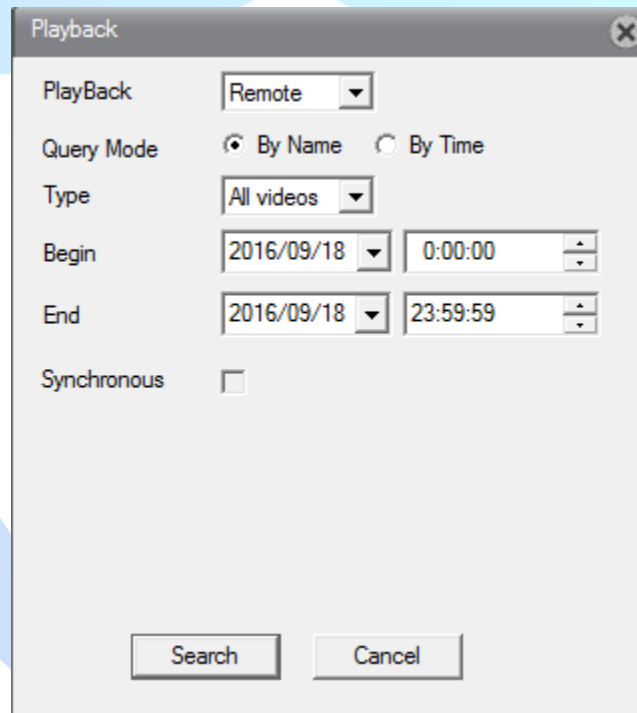 Playback
PlayBack Remote
Query Mode By Name By Time
Type All videos
Begin 2016/09/18 0:00:00
End 2016/09/18 23:59:59
Synchronous
Search Cancel